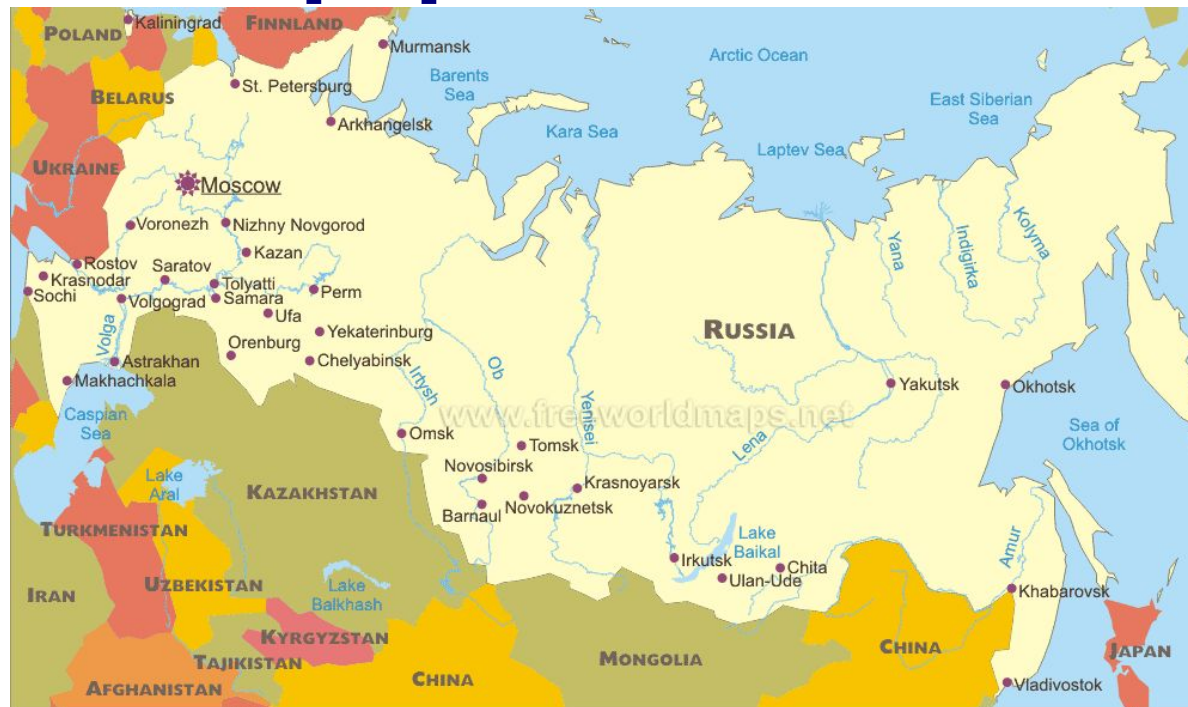 Kaliningrad
POLAND
FINNLAND
Murmansk
Arctic Ocean
Barents
Sea
St. Petersburg
BELARUS
East Siberian
Sea
Arkhangelsk
Kara Sea
Laptev Sea
UKRAINE
Moscow
Voronezh
Nizhny Novgorod
Kolyma
Indigirka
Yana
Kazan
Rostov
Saratov
Krasnodar
Tolyatti
Sochi
Volgograd
Samara
Perm
Ufa
Volga
Yekaterinburg
RUSSIA
Orenburg
Astrakhan
Chelyabinsk
Irtysh
Ob
Makhachkala
Yakutsk
Okhotsk
Yenisei
www.freeworldmaps.net
Caspian
Sea
Omsk
Tomsk
Lena
Sea of
Okhotsk
Lake
Aral
Novosibirsk
KAZAKHSTAN
Krasnoyarsk
Barnaul
Novokuznetsk
TURKMENISTAN
Lake
Baikal
Amur
Irkutsk
Chita
Ulan-Ude
UZBEKISTAN
IRAN
Lake
Balkhash
Khabarovsk
KYRGYZSTAN
CHINA
JAPAN
TAJIKISTAN
MONGOLIA
CHINA
AFGHANISTAN
Vladivostok